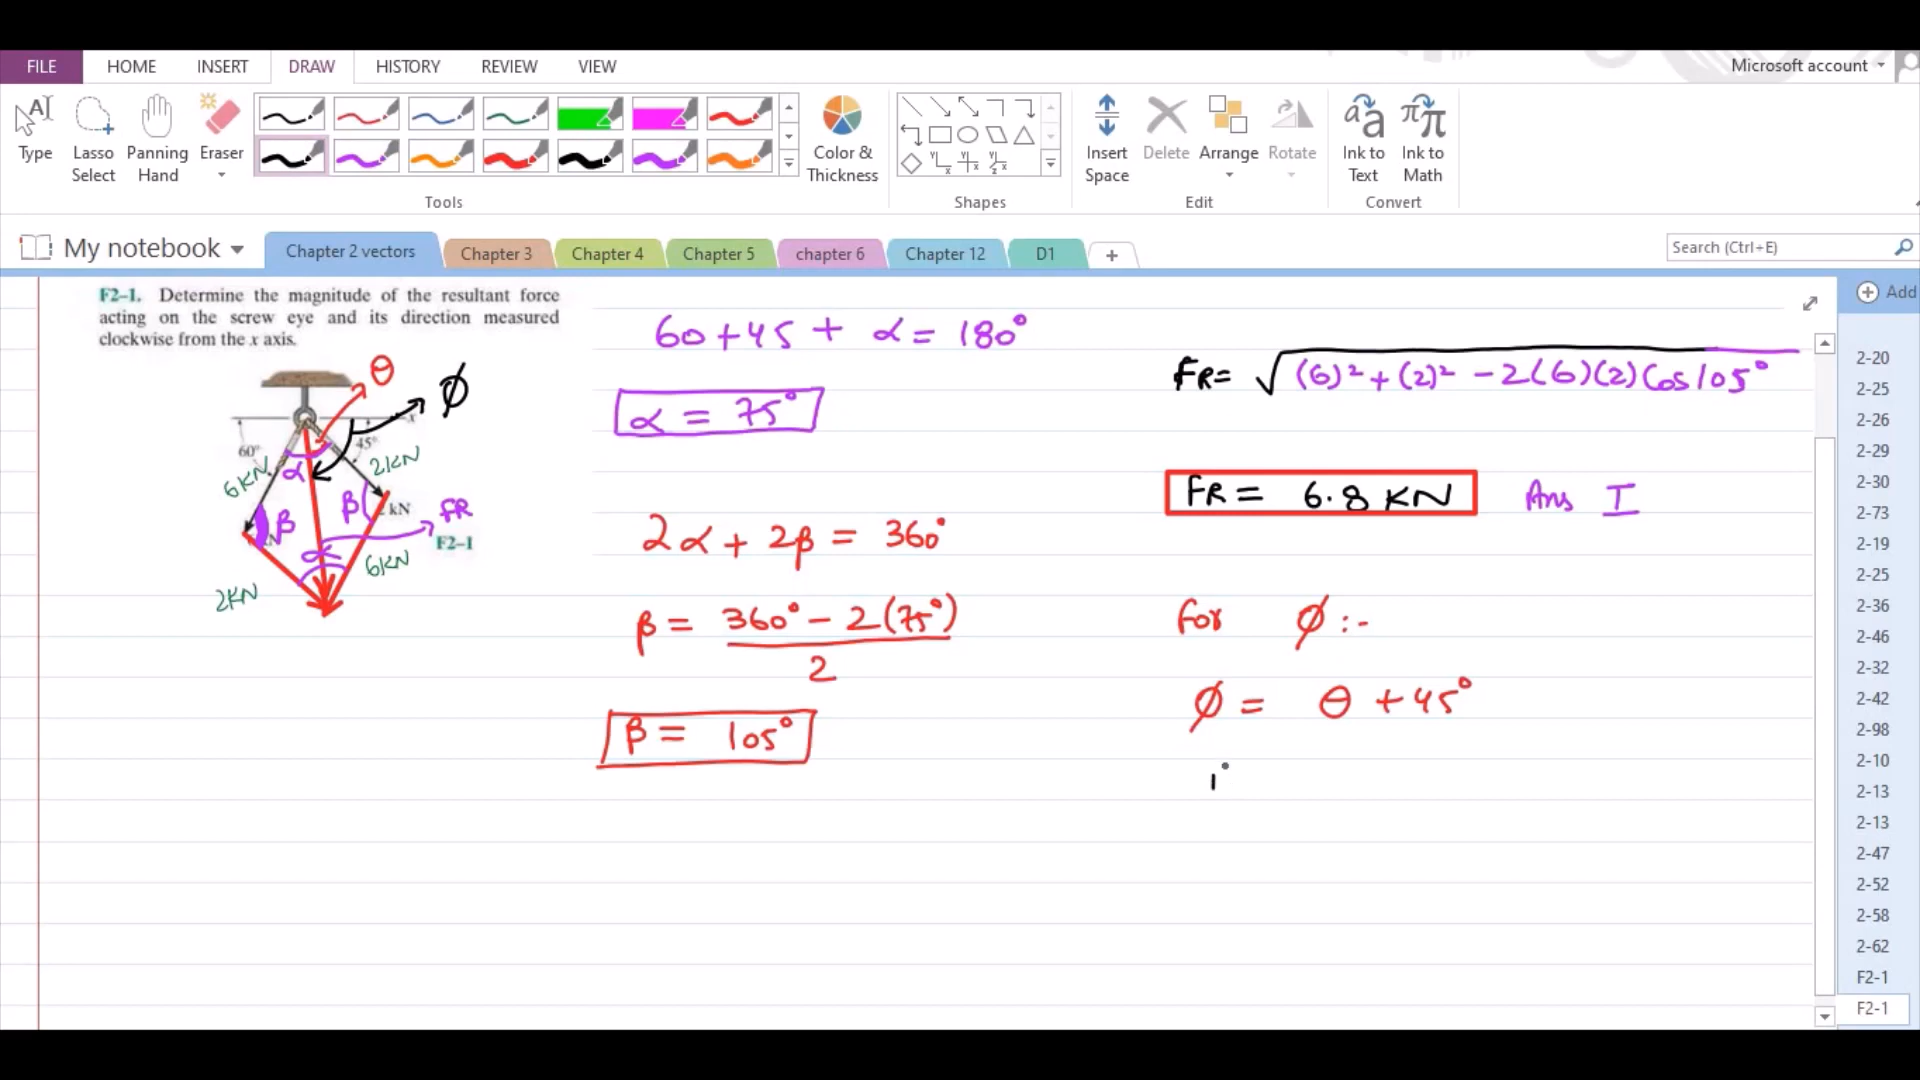 FILE HOME INSERT DRAW HISTORY REVIEW VIEW
Microsoft account
Type
Lasso Select
Panning Hand
Eraser
Color & Thickness
Insert Space
Delete
Arrange
Rotate
Ink to Text
Ink to Math
Tools
Shapes
Edit
Convert
My notebook
Chapter 2 vectors
Chapter 3
Chapter 4
Chapter 5
chapter 6
Chapter 12
D1
Search (Ctrl+E)
Add
F2–1. Determine the magnitude of the resultant force
acting on the screw eye and its direction measured
clockwise from the x axis.
θ
φ
x
60°
45°
6KN
α
2KN
β
β
kN
FR
F2–1
α
6KN
2KN
60+45 + α = 180°
α = 75°
2α + 2β = 360°
β = 360° - 2(75°)
2
β = 105°
FR = √(6)² + (2)² - 2(6)(2) Cos 105°
FR = 6.8 KN
Ans I
for φ :-
φ = θ + 45°
2-20
2-25
2-26
2-29
2-30
2-73
2-19
2-25
2-36
2-46
2-32
2-42
2-98
2-10
2-13
2-13
2-47
2-52
2-58
2-62
F2-1
F2-1